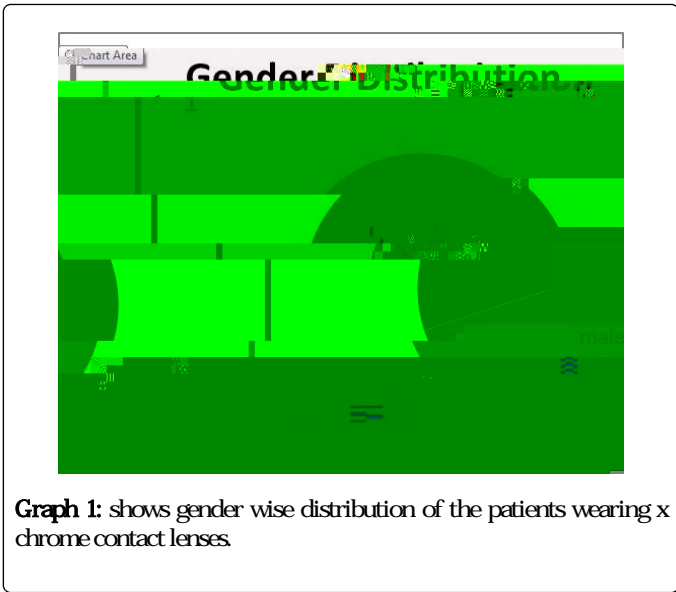 Chart Area
Gender Distribution
male
Graph 1: shows gender wise distribution of the patients wearing x
chrome contact lenses.